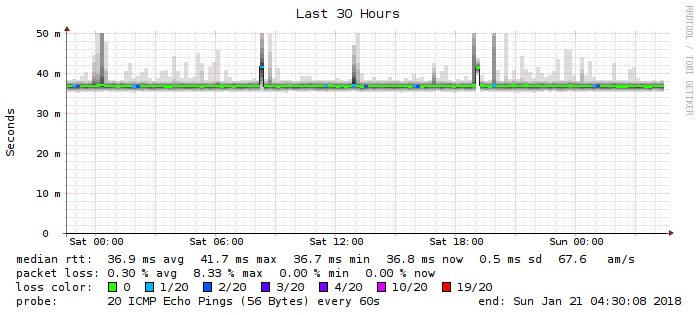 Last 30 Hours
50 m
40 m
30 m
20 m
10 m
0
Seconds
Sat 00:00 Sat 06:00 Sat 12:00 Sat 18:00 Sun 00:00
median rtt: 36.9 ms avg 41.7 ms max 36.7 ms min 36.8 ms now 0.5 ms sd 67.6 am/s
packet loss: 0.30 % avg 8.33 % max 0.00 % min 0.00 % now
loss color: 0 1/20 2/20 3/20 4/20 10/20 19/20
probe: 20 ICMP Echo Pings (56 Bytes) every 60s end: Sun Jan 21 04:30:08 2018
RRDTOOL / TOBI OETIKER